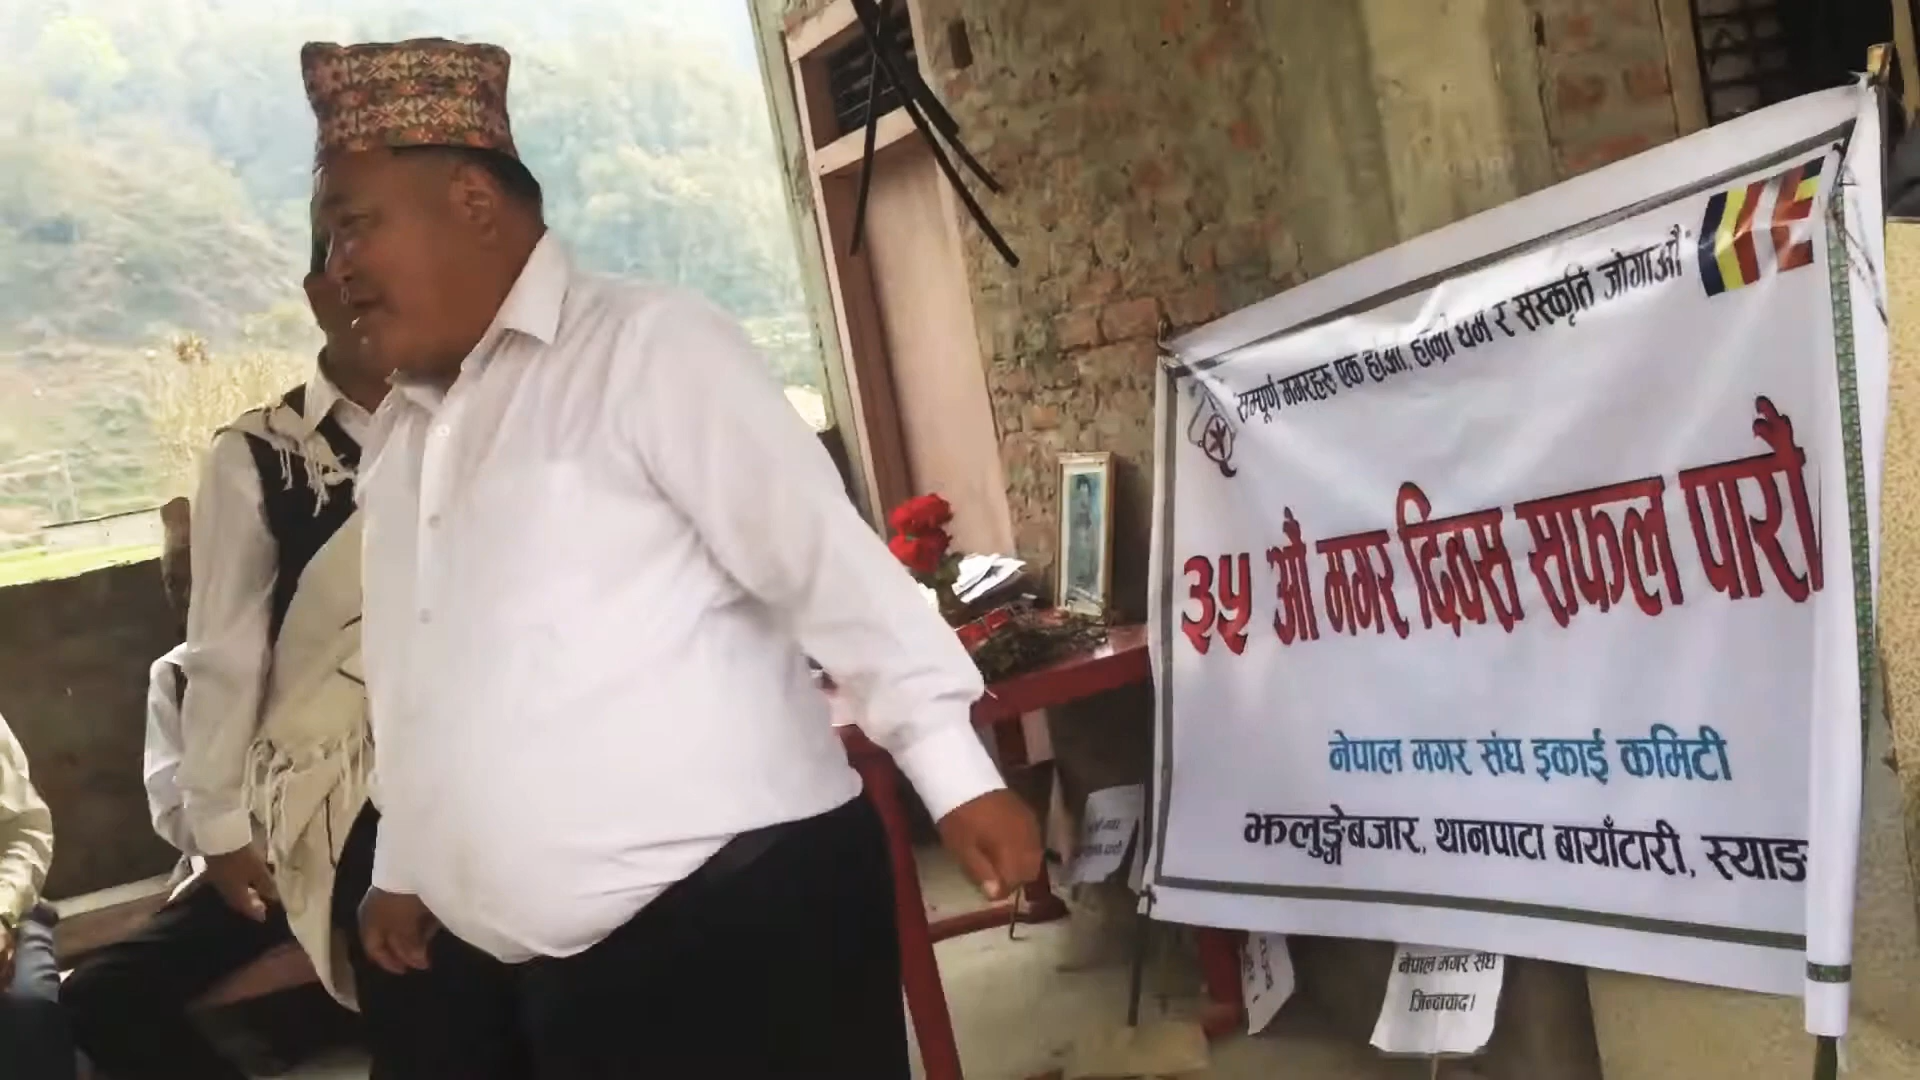 सम्पूर्ण मगरहरु एक हौऔं, हाम्रो धर्म र संस्कृति जोगाऔं
३५ औं मगर दिवस सफल पारौं
नेपाल मगर संघ इकाई कमिटी
झलुङ्गेबजार, थानपाटा बायाँटारी, स्याङ
नेपाल मगर संघ
जिन्दावाद।